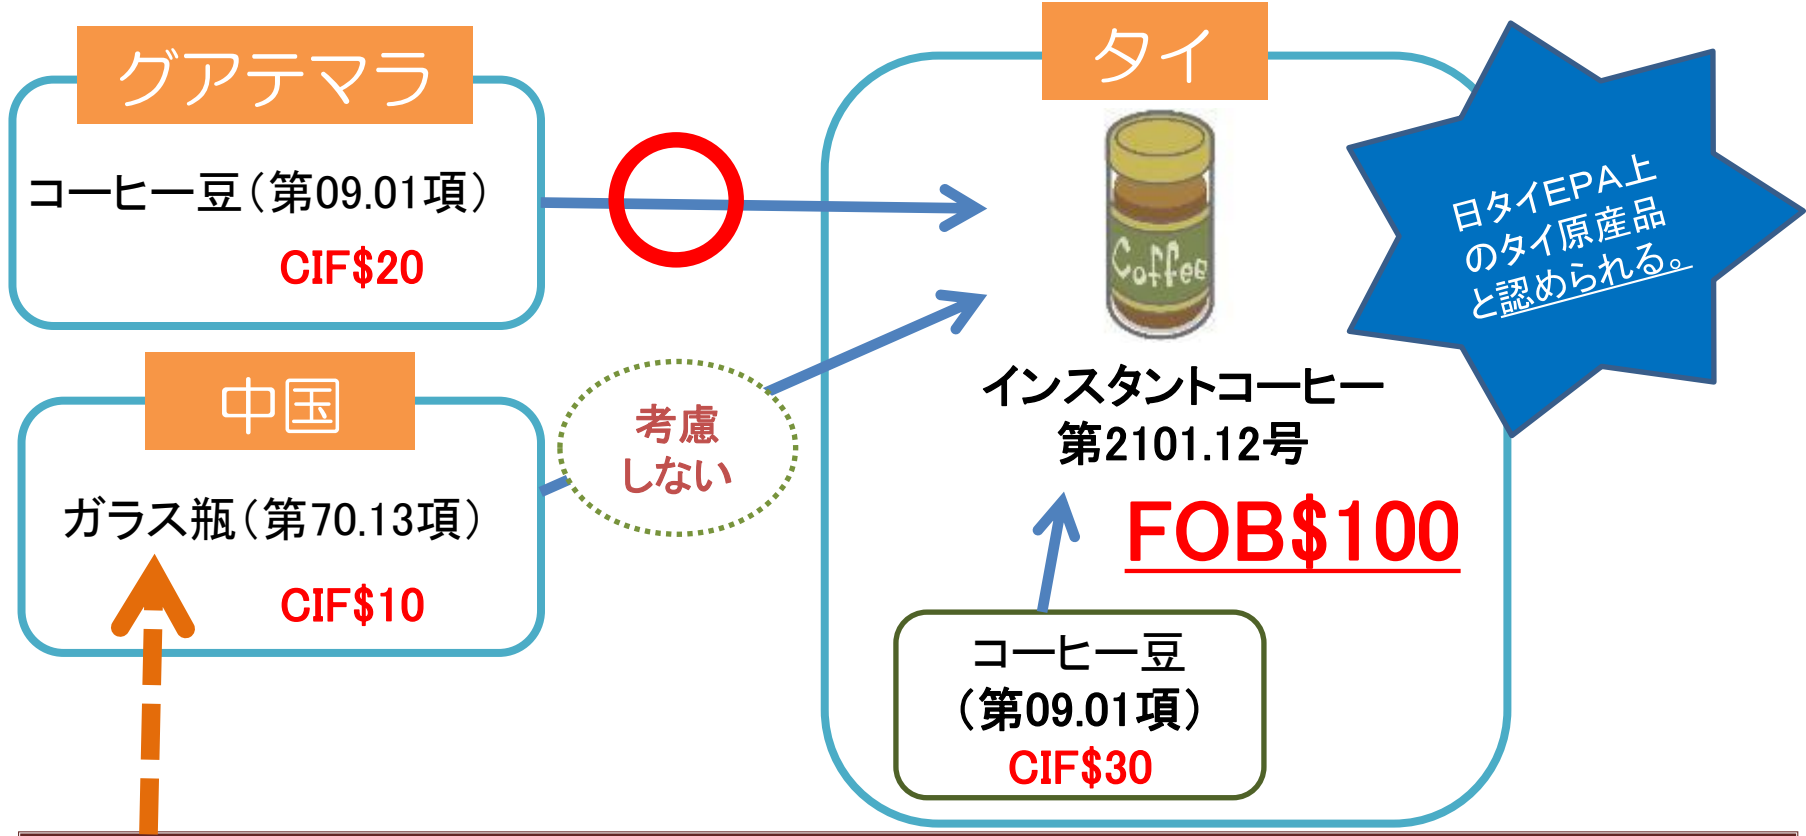 グアテマラ
コーヒー豆（第09.01項）
CIF$20
中国
ガラス瓶（第70.13項）
CIF$10
考慮
しない
タイ
Coffee
インスタントコーヒー
第2101.12号
FOB$100
コーヒー豆
（第09.01項）
CIF$30
日タイEPA上
のタイ原産品
と認められる。